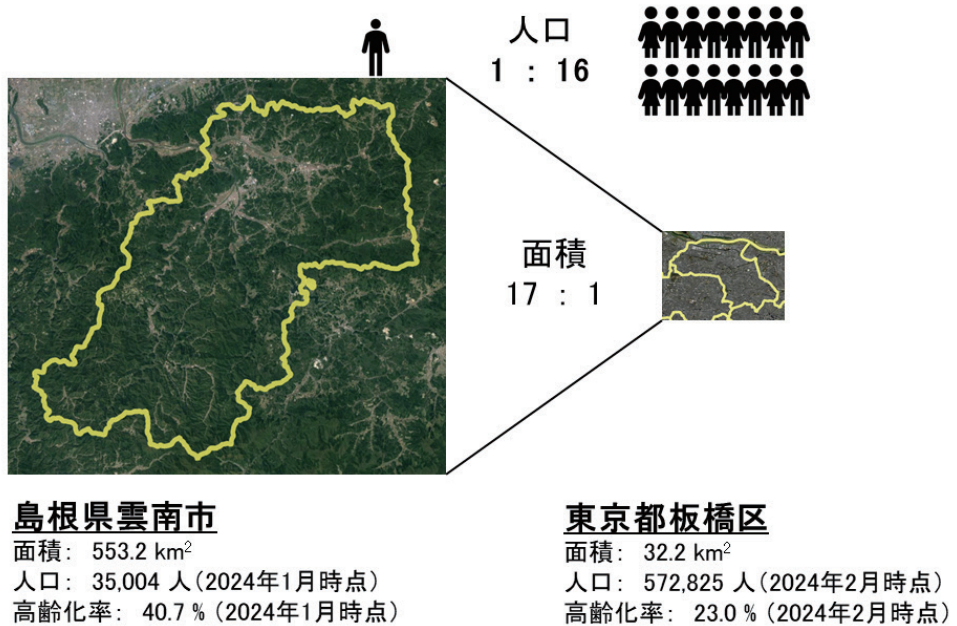 人口
1 : 16
面積
17 : 1
島根県雲南市
面積： 553.2 km²
人口： 35,004 人（2024年1月時点）
高齢化率： 40.7 %（2024年1月時点）
東京都板橋区
面積： 32.2 km²
人口： 572,825 人（2024年2月時点）
高齢化率： 23.0 %（2024年2月時点）